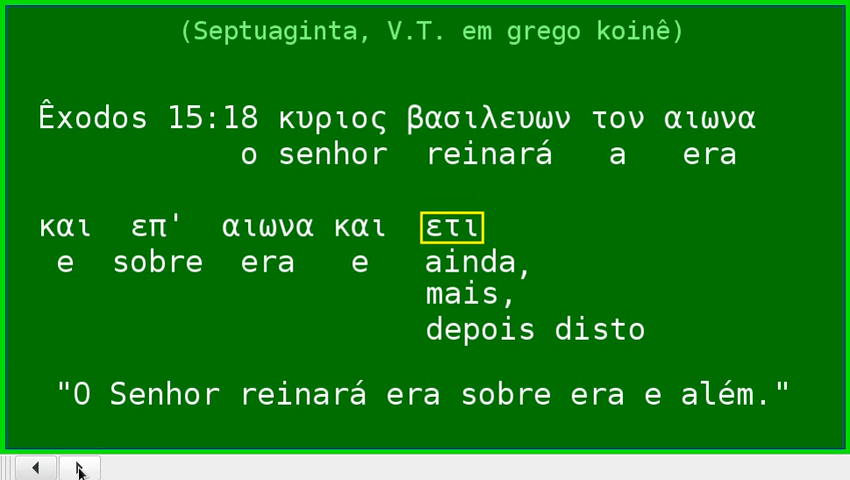 (Septuaginta, V.T. em grego koinê)
Êxodos 15:18 κυριος βασιλευων τον αιωνα
o senhor reinará a era
και επ' αιωνα και ετι
e sobre era e ainda,
mais,
depois disto
"O Senhor reinará era sobre era e além."